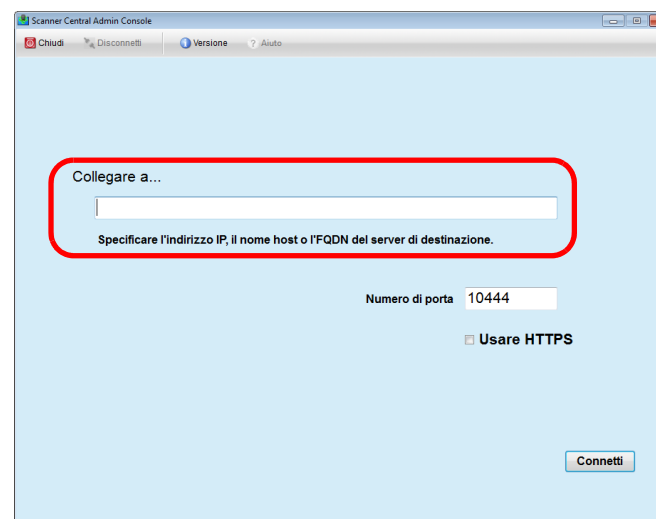 Scanner Central Admin Console
Chiudi Disconnetti Versione Aiuto
Collegare a...
Specificare l'indirizzo IP, il nome host o l'FQDN del server di destinazione.
Numero di porta 10444
Usare HTTPS
Connetti